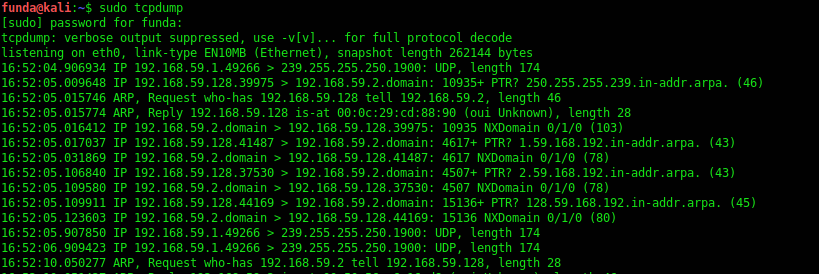 funda@kali:~$ sudo tcpdump
[sudo] password for funda:
tcpdump: verbose output suppressed, use -v[v]... for full protocol decode
listening on eth0, link-type EN10MB (Ethernet), snapshot length 262144 bytes
16:52:04.906934 IP 192.168.59.1.49266 > 239.255.255.250.1900: UDP, length 174
16:52:05.009648 IP 192.168.59.128.39975 > 192.168.59.2.domain: 10935+ PTR? 250.255.255.239.in-addr.arpa. (46)
16:52:05.015746 ARP, Request who-has 192.168.59.128 tell 192.168.59.2, length 46
16:52:05.015774 ARP, Reply 192.168.59.128 is-at 00:0c:29:cd:88:90 (oui Unknown), length 28
16:52:05.016412 IP 192.168.59.2.domain > 192.168.59.128.39975: 10935 NXDomain 0/1/0 (103)
16:52:05.017037 IP 192.168.59.128.41487 > 192.168.59.2.domain: 4617+ PTR? 1.59.168.192.in-addr.arpa. (43)
16:52:05.031869 IP 192.168.59.2.domain > 192.168.59.128.41487: 4617 NXDomain 0/1/0 (78)
16:52:05.106840 IP 192.168.59.128.37530 > 192.168.59.2.domain: 4507+ PTR? 2.59.168.192.in-addr.arpa. (43)
16:52:05.109580 IP 192.168.59.2.domain > 192.168.59.128.37530: 4507 NXDomain 0/1/0 (78)
16:52:05.109911 IP 192.168.59.128.44169 > 192.168.59.2.domain: 15136+ PTR? 128.59.168.192.in-addr.arpa. (45)
16:52:05.123603 IP 192.168.59.2.domain > 192.168.59.128.44169: 15136 NXDomain 0/1/0 (80)
16:52:05.907850 IP 192.168.59.1.49266 > 239.255.255.250.1900: UDP, length 174
16:52:06.909423 IP 192.168.59.1.49266 > 239.255.255.250.1900: UDP, length 174
16:52:10.050277 ARP, Request who-has 192.168.59.2 tell 192.168.59.128, length 28